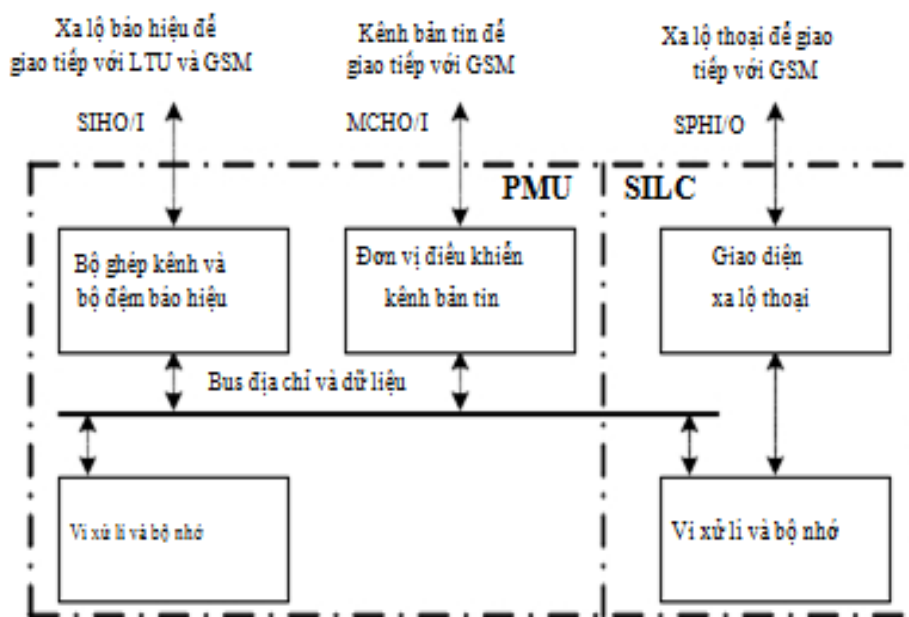 Xa lộ báo hiệu để
giao tiếp với LTU và GSM
Kênh bản tin để
giao tiếp với GSM
Xa lộ thoại để giao
tiếp với GSM
SIHO/I
MCHO/I
SPHI/O
PMU
SILC
Bộ ghép kênh và
bộ đệm báo hiệu
Đơn vị điều khiển
kênh bản tin
Giao diện
xa lộ thoại
Bus địa chỉ và dữ liệu
Vi xử lí và bộ nhớ
Vi xử lí và bộ nhớ